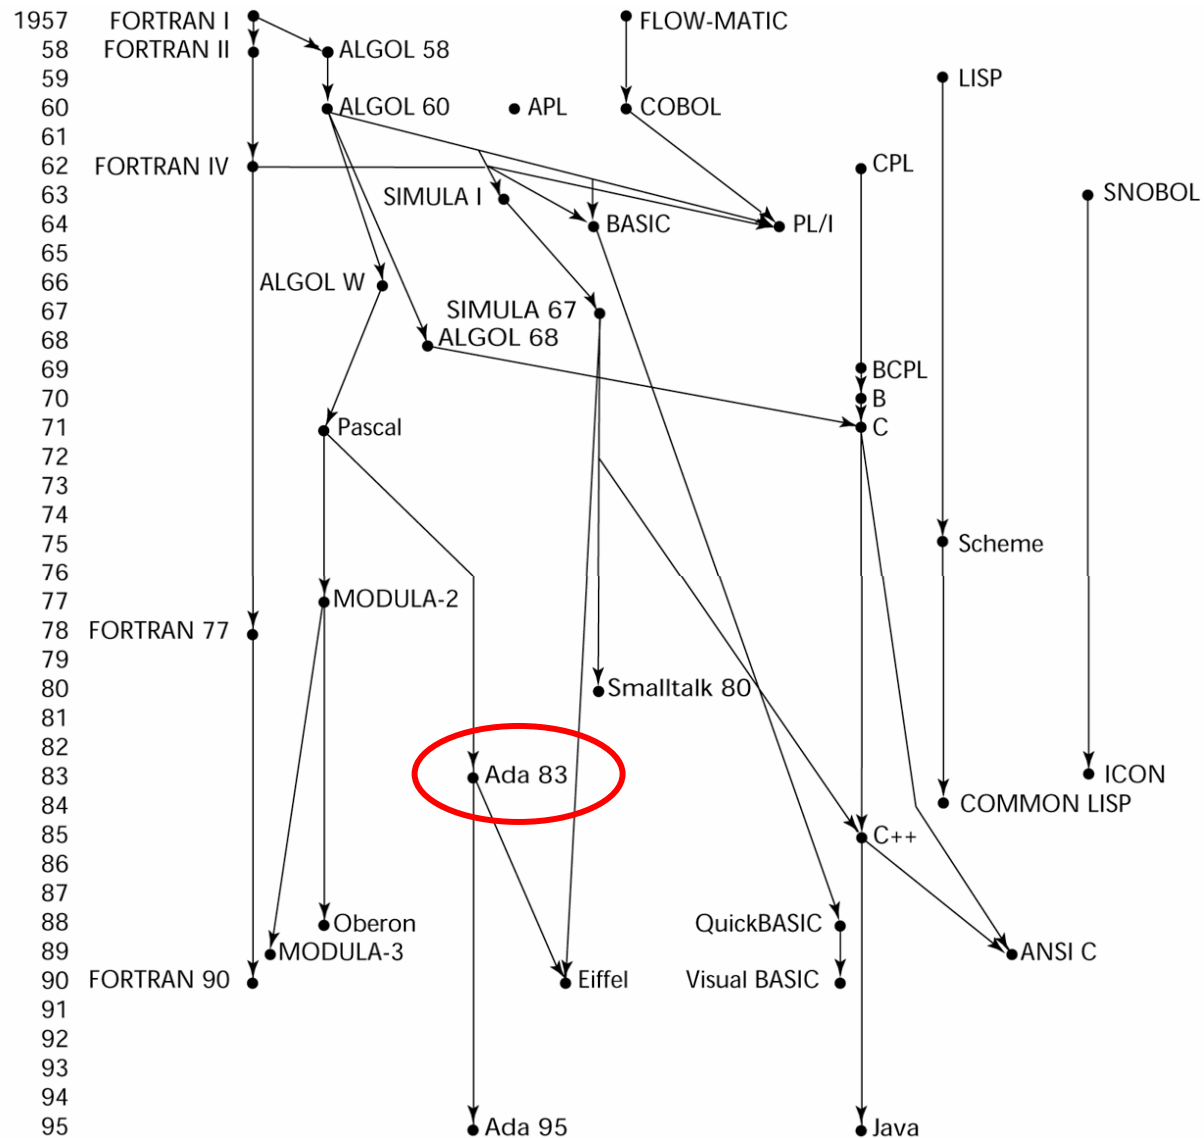 1957 FORTRAN I FLOW-MATIC
58 FORTRAN II ALGOL 58
59 LISP
60 ALGOL 60 APL COBOL
61
62 FORTRAN IV CPL
63 SIMULA I SNOBOL
64 BASIC PL/I
65
66 ALGOL W
67 SIMULA 67
68 ALGOL 68
69 BCPL
70 B
71 Pascal C
72
73
74
75 Scheme
76
77 MODULA-2
78 FORTRAN 77
79
80 Smalltalk 80
81
82
83 Ada 83 ICON
84 COMMON LISP
85 C++
86
87
88 Oberon QuickBASIC
89 MODULA-3 ANSI C
90 FORTRAN 90 Eiffel Visual BASIC
91
92
93
94
95 Ada 95 Java